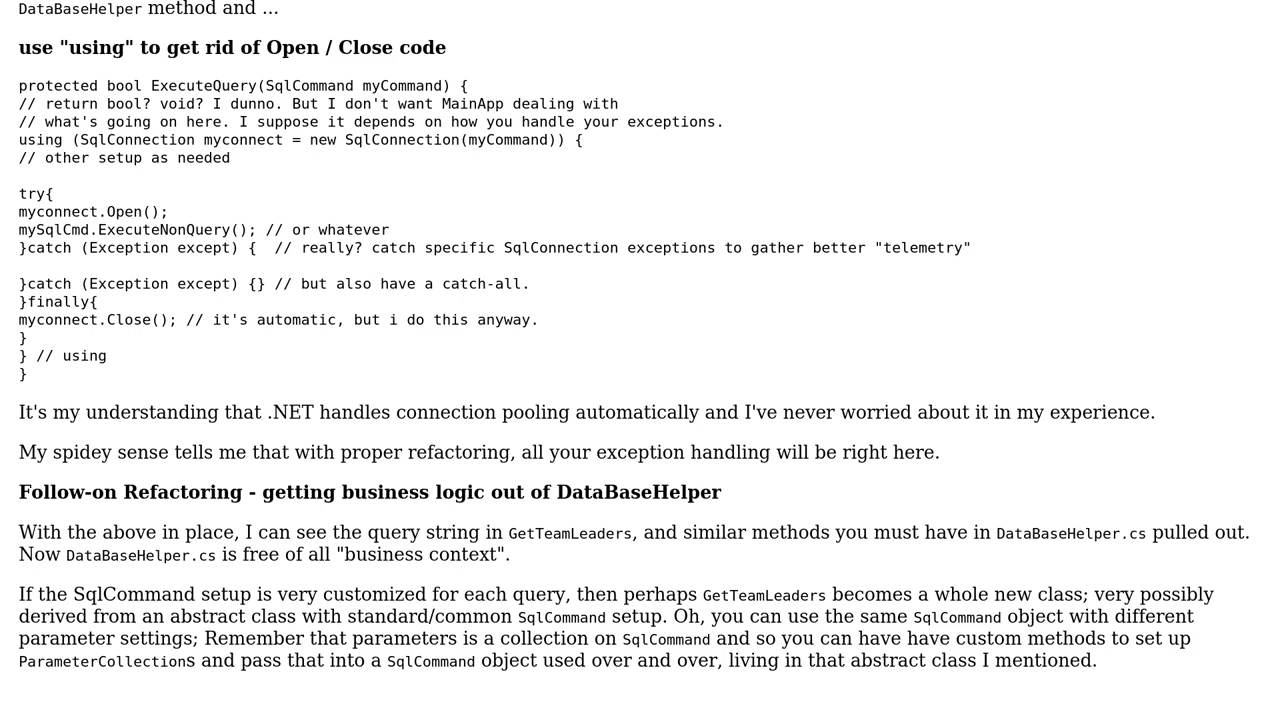 DataBaseHelper method and ...
use "using" to get rid of Open / Close code
protected bool ExecuteQuery(SqlCommand myCommand) {
// return bool? void? I dunno. But I don't want MainApp dealing with
// what's going on here. I suppose it depends on how you handle your exceptions.
using (SqlConnection myconnect = new SqlConnection(myCommand)) {
// other setup as needed
try{
myconnect.Open();
mySqlCmd.ExecuteNonQuery(); // or whatever
}catch (Exception except) {  // really? catch specific SqlConnection exceptions to gather better "telemetry"
}catch (Exception except) {} // but also have a catch-all.
}finally{
myconnect.Close(); // it's automatic, but i do this anyway.
}
} // using
}
It's my understanding that .NET handles connection pooling automatically and I've never worried about it in my experience.
My spidey sense tells me that with proper refactoring, all your exception handling will be right here.
Follow-on Refactoring - getting business logic out of DataBaseHelper
With the above in place, I can see the query string in GetTeamLeaders, and similar methods you must have in DataBaseHelper.cs pulled out.
Now DataBaseHelper.cs is free of all "business context".
If the SqlCommand setup is very customized for each query, then perhaps GetTeamLeaders becomes a whole new class; very possibly
derived from an abstract class with standard/common SqlCommand setup. Oh, you can use the same SqlCommand object with different
parameter settings; Remember that parameters is a collection on SqlCommand and so you can have have custom methods to set up
ParameterCollections and pass that into a SqlCommand object used over and over, living in that abstract class I mentioned.